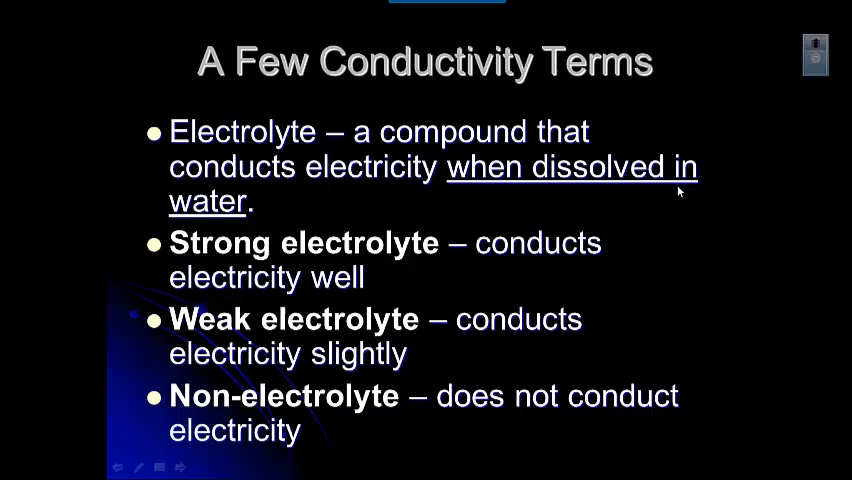 A Few Conductivity Terms
● Electrolyte – a compound that
conducts electricity when dissolved in
water.
● Strong electrolyte – conducts
electricity well
● Weak electrolyte – conducts
electricity slightly
● Non-electrolyte – does not conduct
electricity